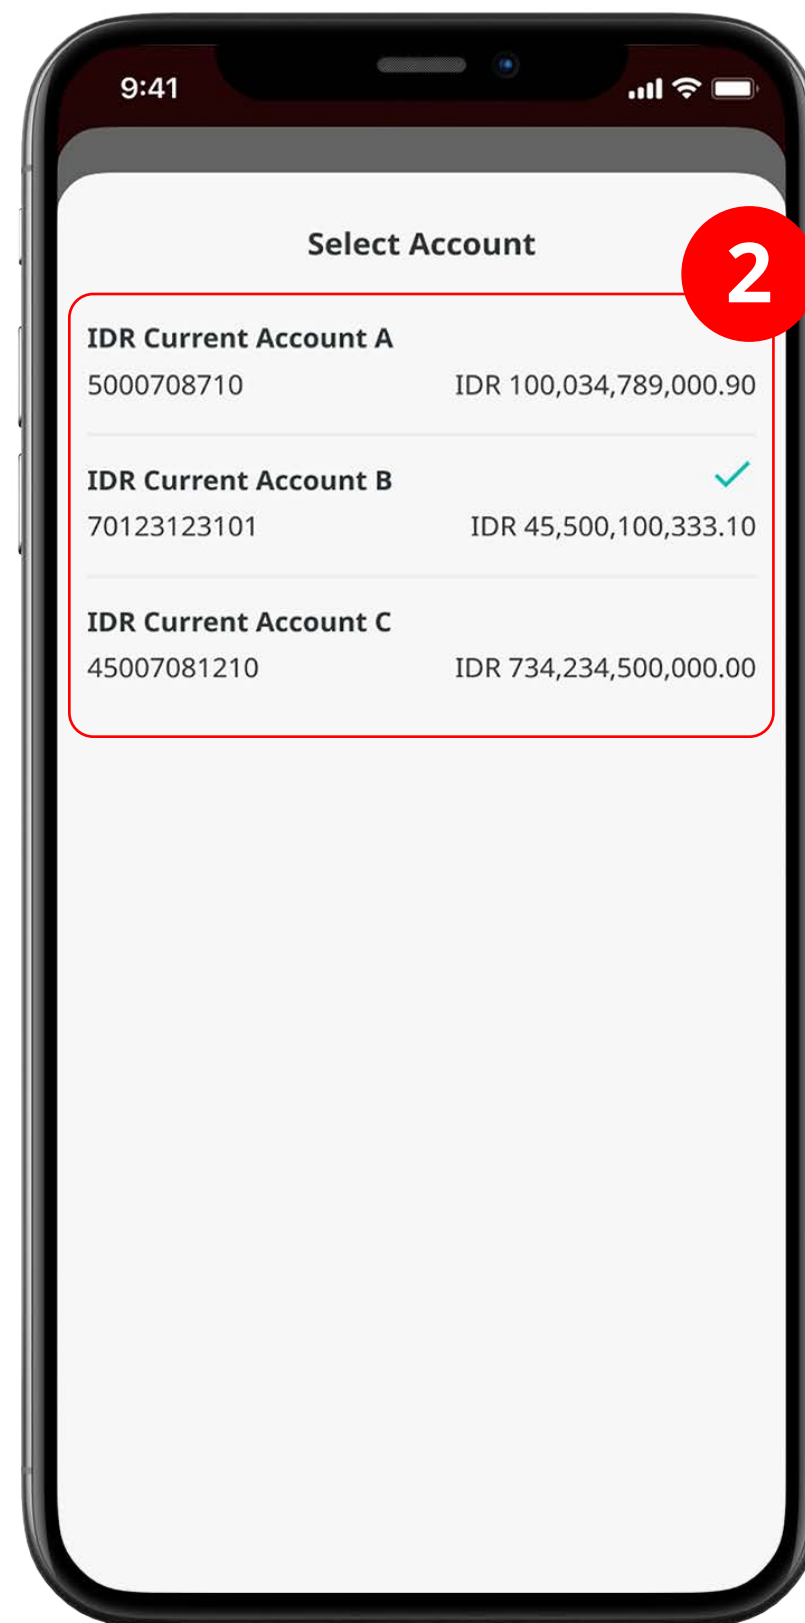 9:41
Select Account
2
IDR Current Account A
5000708710 IDR 100,034,789,000.90
IDR Current Account B
70123123101 IDR 45,500,100,333.10
IDR Current Account C
45007081210 IDR 734,234,500,000.00